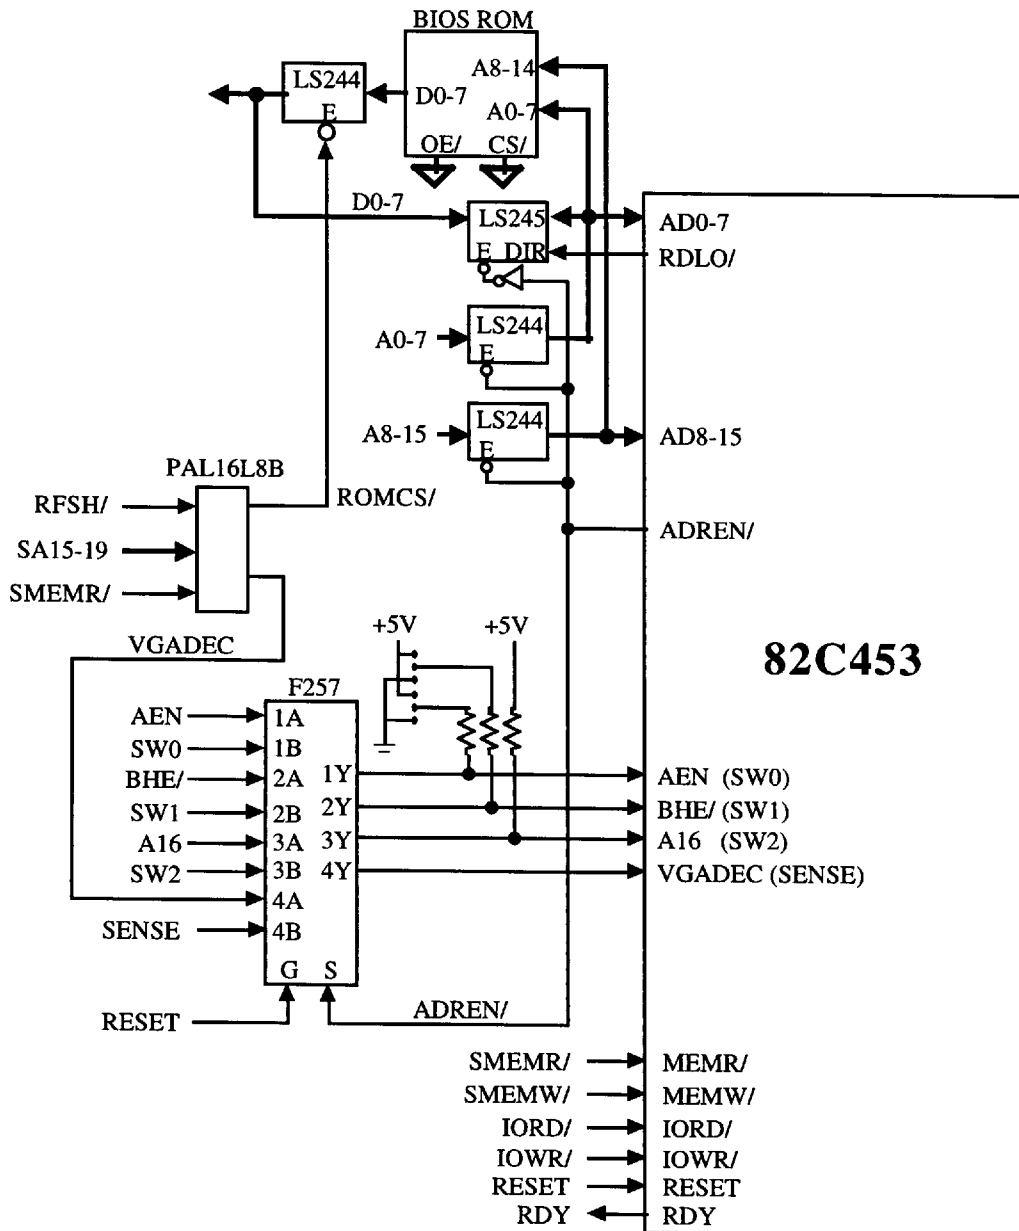 BIOS ROM
LS244
E
D0-7
A8-14
A0-7
OE/ CS/
D0-7
LS245
E DIR
AD0-7
RDLO/
A0-7
LS244
E
A8-15
LS244
E
AD8-15
PAL16L8B
RFSH/
SA15-19
SMEMR/
ROMCS/
ADREN/
VGADEC
+5V +5V
82C453
F257
AEN 1A
SW0 1B
BHE/ 2A
SW1 2B
A16 3A
SW2 3B
4A
SENSE 4B
1Y AEN (SW0)
2Y BHE/ (SW1)
3Y A16 (SW2)
4Y VGADEC (SENSE)
G S
RESET
ADREN/
SMEMR/ MEMR/
SMEMW/ MEMW/
IORD/ IORD/
IOWR/ IOWR/
RESET RESET
RDY RDY